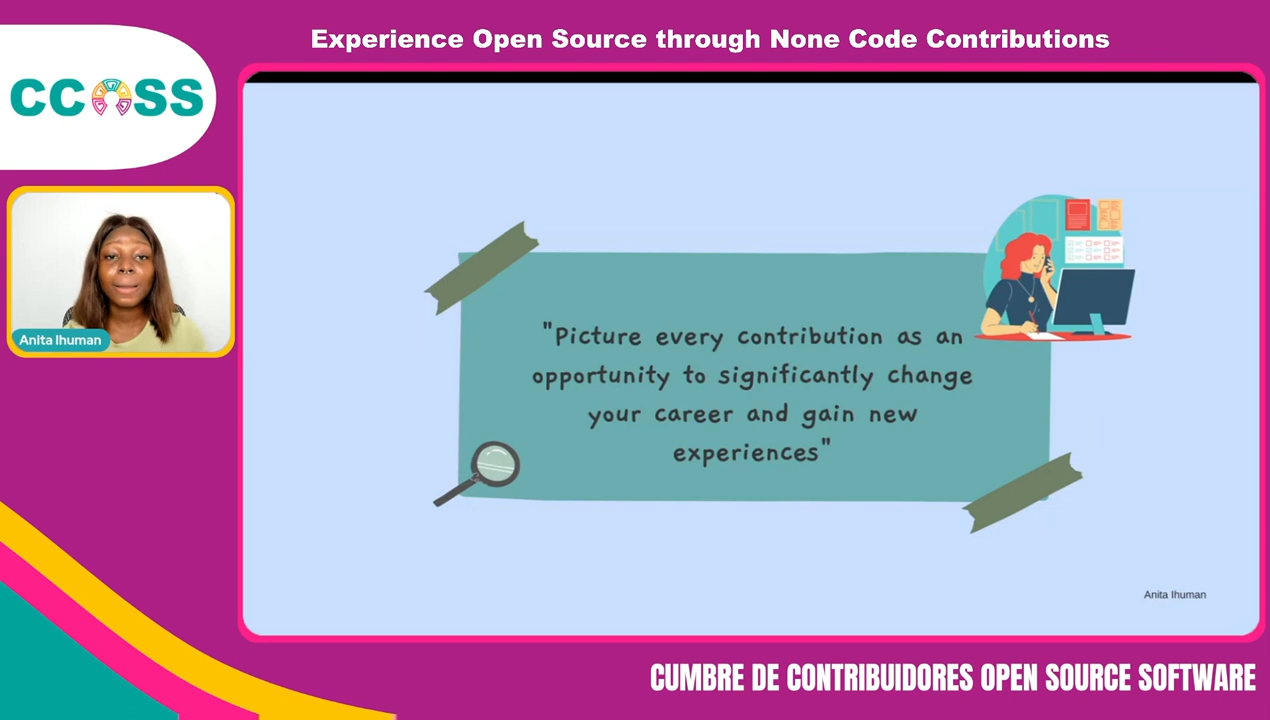 Experience Open Source through None Code Contributions
CCOSS
Anita Ihuman
"Picture every contribution as an
opportunity to significantly change
your career and gain new
experiences"
Anita Ihuman
CUMBRE DE CONTRIBUIDORES OPEN SOURCE SOFTWARE